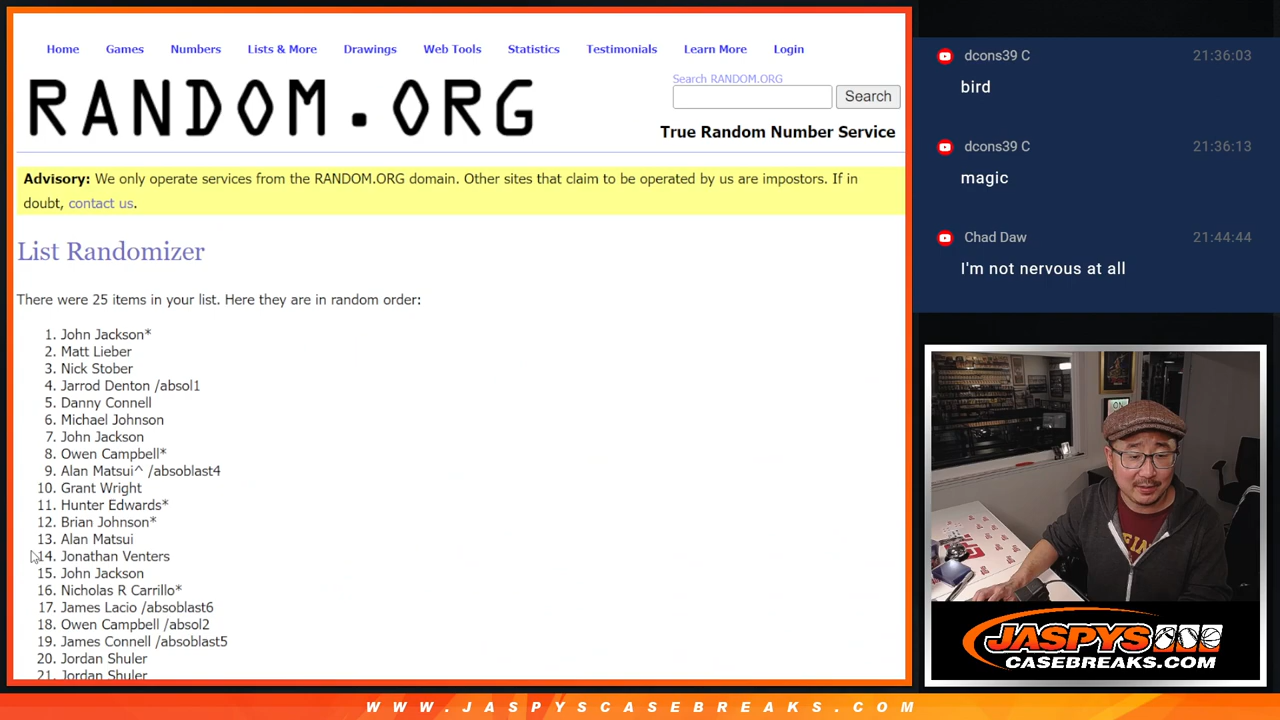 Home Games Numbers Lists & More Drawings Web Tools Statistics Testimonials Learn More Login
RANDOM.ORG
Search RANDOM.ORG
Search
True Random Number Service
Advisory: We only operate services from the RANDOM.ORG domain. Other sites that claim to be operated by us are impostors. If in
doubt, contact us.
List Randomizer
There were 25 items in your list. Here they are in random order:
1. John Jackson*
2. Matt Lieber
3. Nick Stober
4. Jarrod Denton /absol1
5. Danny Connell
6. Michael Johnson
7. John Jackson
8. Owen Campbell*
9. Alan Matsui^ /absoblast4
10. Grant Wright
11. Hunter Edwards*
12. Brian Johnson*
13. Alan Matsui
14. Jonathan Venters
15. John Jackson
16. Nicholas R Carrillo*
17. James Lacio /absoblast6
18. Owen Campbell /absol2
19. James Connell /absoblast5
20. Jordan Shuler
21. Jordan Shuler
dcons39 C 21:36:03
bird
dcons39 C 21:36:13
magic
Chad Daw 21:44:44
I'm not nervous at all
JASPYS
CASEBREAKS.COM
WWW.JASPYSCASEBREAKS.COM